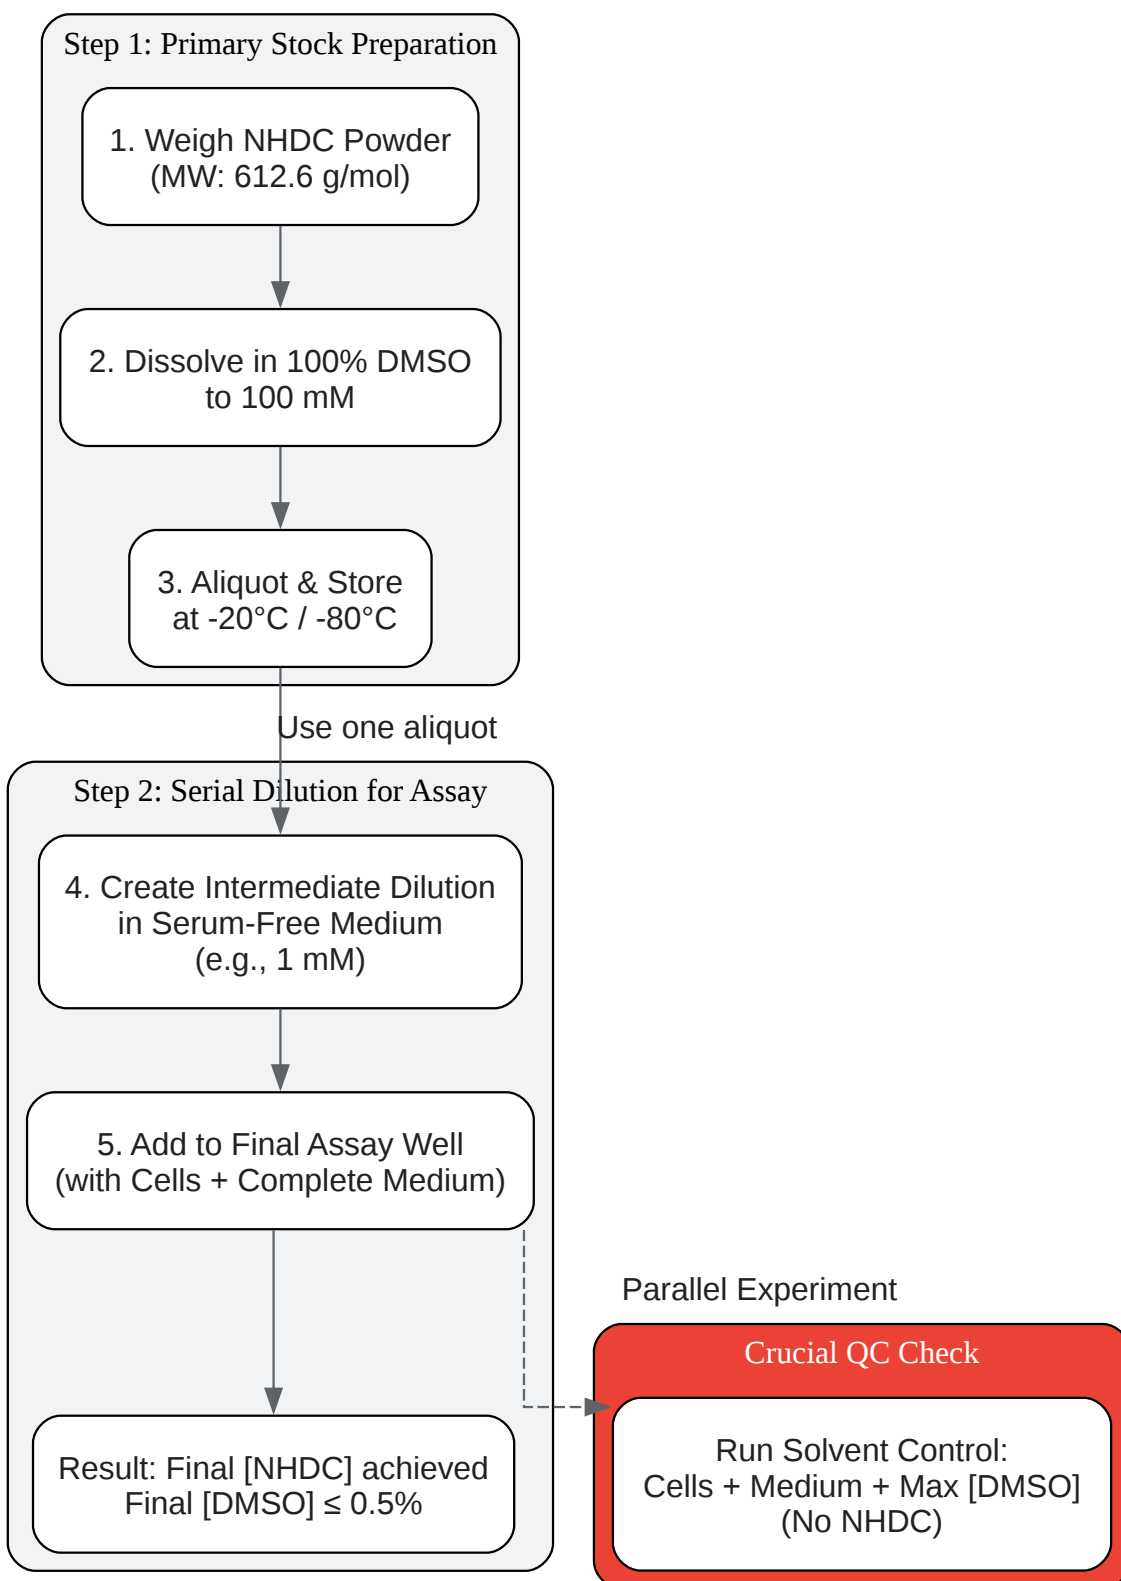 Step 1: Primary Stock Preparation
1. Weigh NHDC Powder
(MW: 612.6 g/mol)
2. Dissolve in 100% DMSO
to 100 mM
3. Aliquot & Store
at -20°C / -80°C
Use one aliquot
Step 2: Serial Dilution for Assay
4. Create Intermediate Dilution
in Serum-Free Medium
(e.g., 1 mM)
5. Add to Final Assay Well
(with Cells + Complete Medium)
Parallel Experiment
Crucial QC Check
Result: Final [NHDC] achieved
Final [DMSO] ≤ 0.5%
Run Solvent Control:
Cells + Medium + Max [DMSO]
(No NHDC)